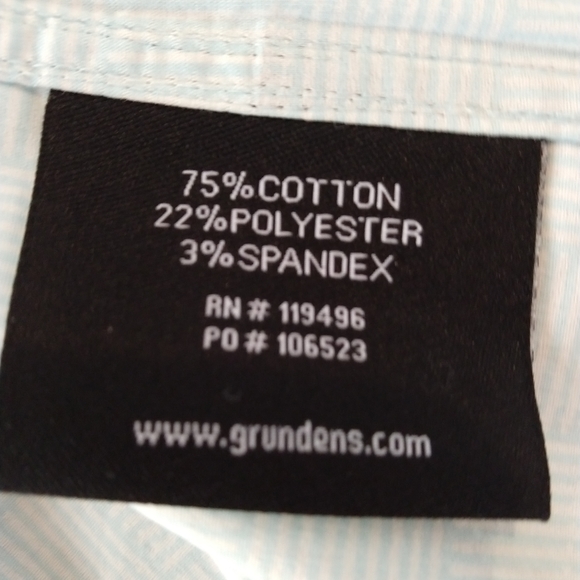 75%COTTON
22%POLYESTER
3%SPANDEX
RN # 119496
PO # 106523
www.grundens.com